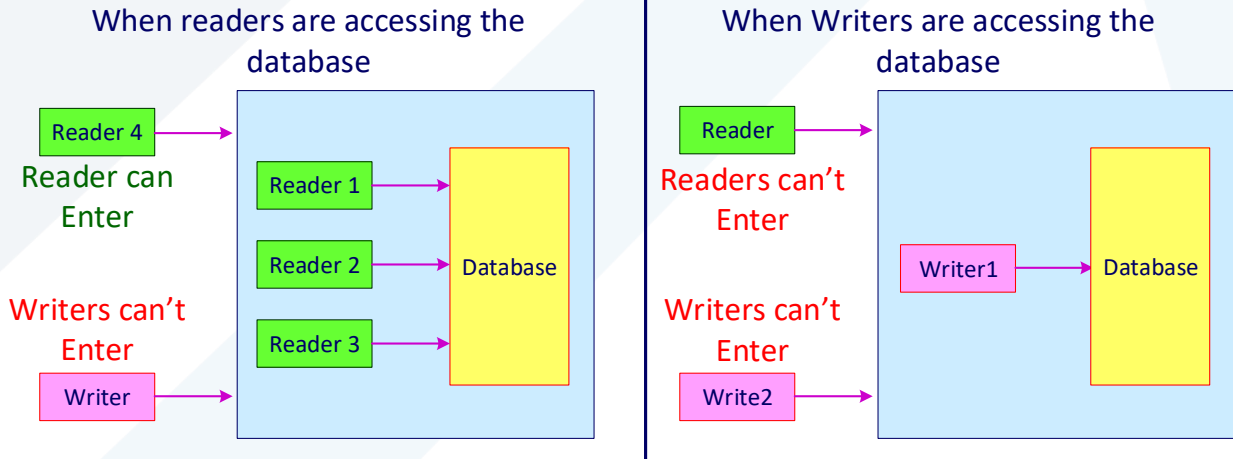 When readers are accessing the
database
Reader 4
Reader can
Enter
Reader 1
Reader 2
Reader 3
Database
Writers can’t
Enter
Writer
When Writers are accessing the
database
Reader
Readers can’t
Enter
Writer1
Database
Writers can’t
Enter
Write2